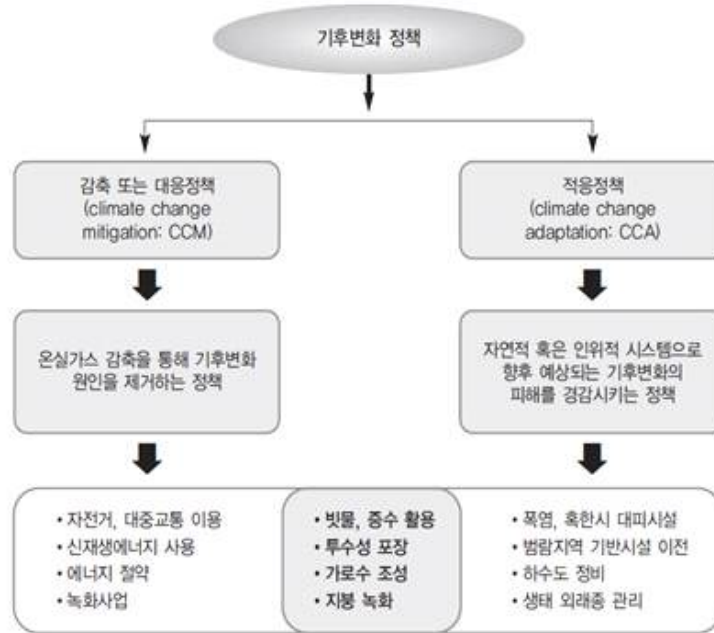 기후변화 정책
감축 또는 대응정책
(climate change
mitigation: CCM)
적응정책
(climate change
adaptation: CCA)
온실가스 감축을 통해 기후변화
원인을 제거하는 정책
자연적 혹은 인위적 시스템으로
향후 예상되는 기후변화의
피해를 경감시키는 정책
• 자전거, 대중교통 이용
• 신재생에너지 사용
• 에너지 절약
• 녹화사업
• 빗물, 중수 활용
• 투수성 포장
• 가로수 조성
• 지붕 녹화
• 폭염, 혹한시 대피시설
• 범람지역 기반시설 이전
• 하수도 정비
• 생태 외래종 관리